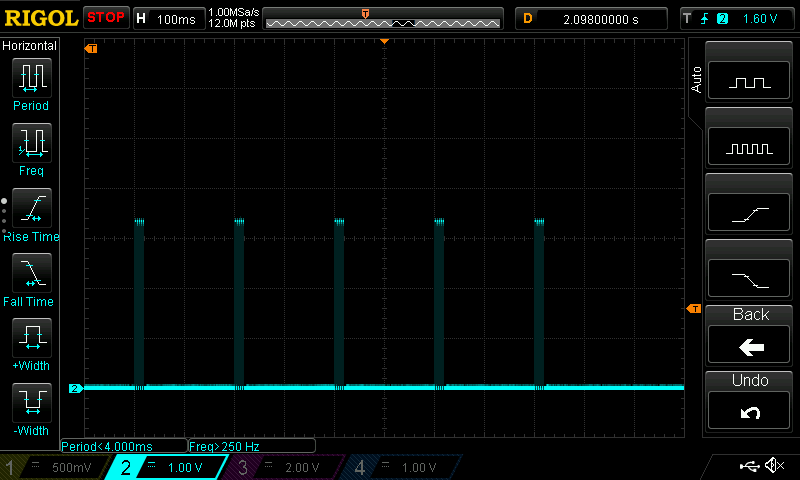 RIGOL STOP H 100ms 1.00MSa/s 12.0M pts T D 2.09800000 s T 2 1.60 V
Horizontal
T
Period
Freq
Rise Time
Fall Time
+Width
-Width
Auto
T
Back
Undo
2
Period<4.000ms Freq>250 Hz
1 500mV 2 1.00 V 3 2.00 V 4 1.00 V